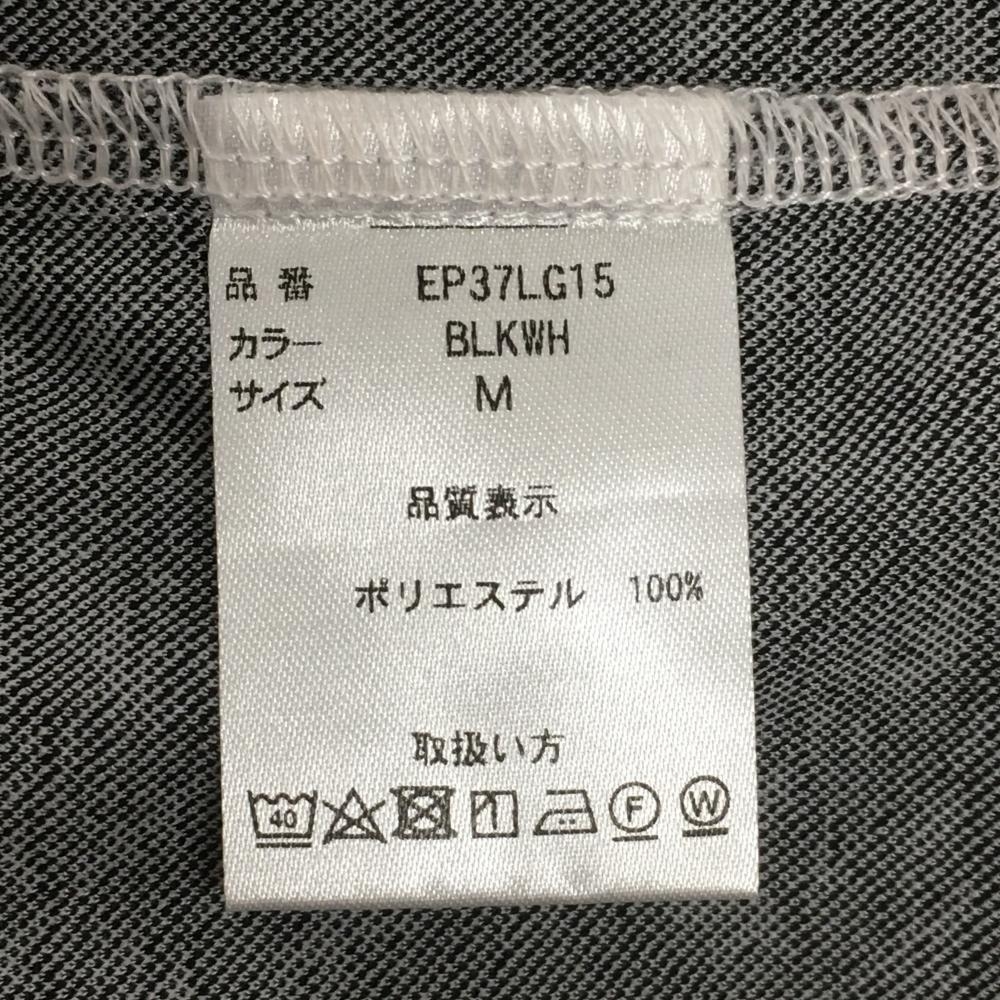 品番 EP37LG15
カラー BLKWH
サイズ M
品質表示
ポリエステル 100%
取扱い方
40 F W